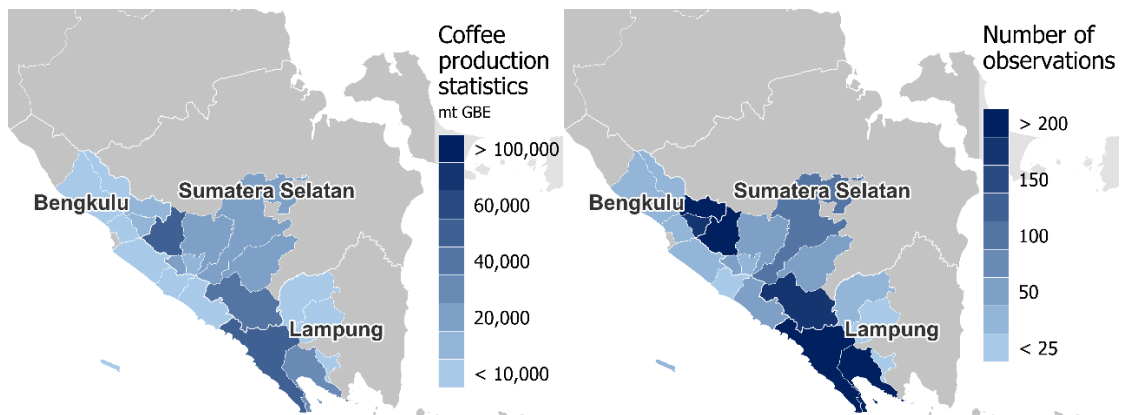 Coffee
production
statistics
mt GBE
> 100,000
60,000
40,000
20,000
< 10,000
Bengkulu
Sumatera Selatan
Lampung
Number of
observations
> 200
150
100
50
< 25
Bengkulu
Sumatera Selatan
Lampung